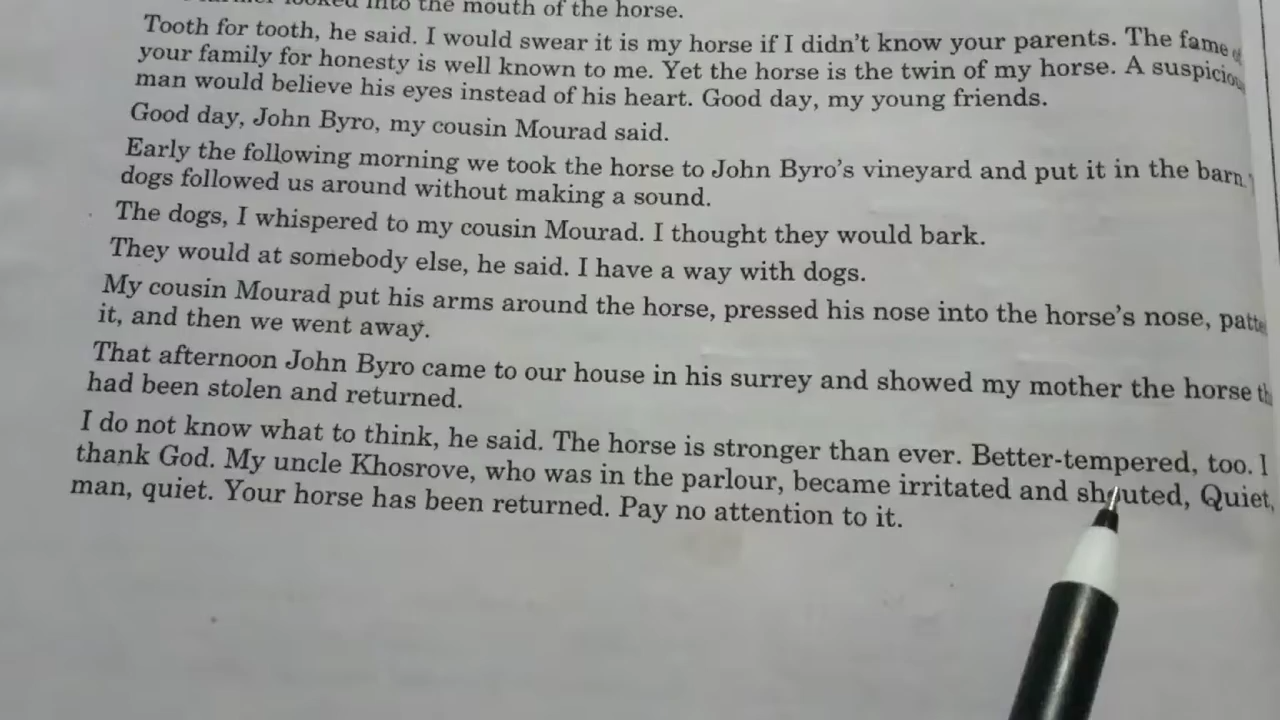 looked into the mouth of the horse.
Tooth for tooth, he said. I would swear it is my horse if I didn't know your parents. The fame of
your family for honesty is well known to me. Yet the horse is the twin of my horse. A
man would believe his eyes instead of his heart. Good day, my young friends.
Good day, John Byro, my cousin Mourad said.
Early the following morning we took the horse to John Byro's vineyard and put it in the barn.
dogs followed us around without making a sound.
The dogs, I whispered to my cousin Mourad. I thought they would bark.
They would at somebody else, he said. I have a way with dogs.
My cousin Mourad put his arms around the horse, pressed his nose into the horse's nose,
it, and then we went away.
That afternoon John Byro came to our house in his surrey and showed my mother the horse
had been stolen and returned.
I do not know what to think, he said. The horse is stronger than ever. Better-tempered, too. I
thank God. My uncle Khosrove, who was in the parlour, became irritated and shouted, Quiet,
man, quiet. Your horse has been returned. Pay no attention to it.